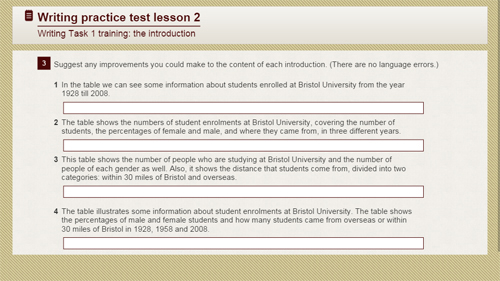 Writing practice test lesson 2
Writing Task 1 training: the introduction
3 Suggest any improvements you could make to the content of each introduction. (There are no language errors.)
1 In the table we can see some information about students enrolled at Bristol University from the year
1928 till 2008.
2 The table shows the numbers of student enrolments at Bristol University, covering the number of
students, the percentages of female and male, and where they came from, in three different years.
3 This table shows the number of people who are studying at Bristol University and the number of
people of each gender as well. Also, it shows the distance that students come from, divided into two
categories: within 30 miles of Bristol and overseas.
4 The table illustrates some information about student enrolments at Bristol University. The table shows
the percentages of male and female students and how many students came from overseas or within
30 miles of Bristol in 1928, 1958 and 2008.